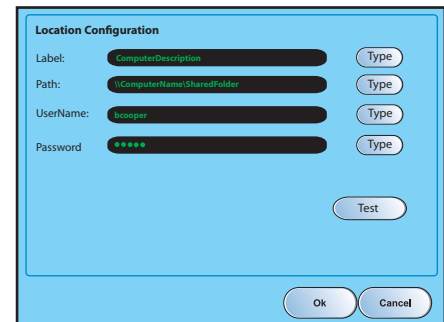 Location Configuration
Label: ComputerDescription Type
Path: \\ComputerName\SharedFolder Type
UserName: bcooper Type
Password ●●●●● Type
Test
Ok Cancel